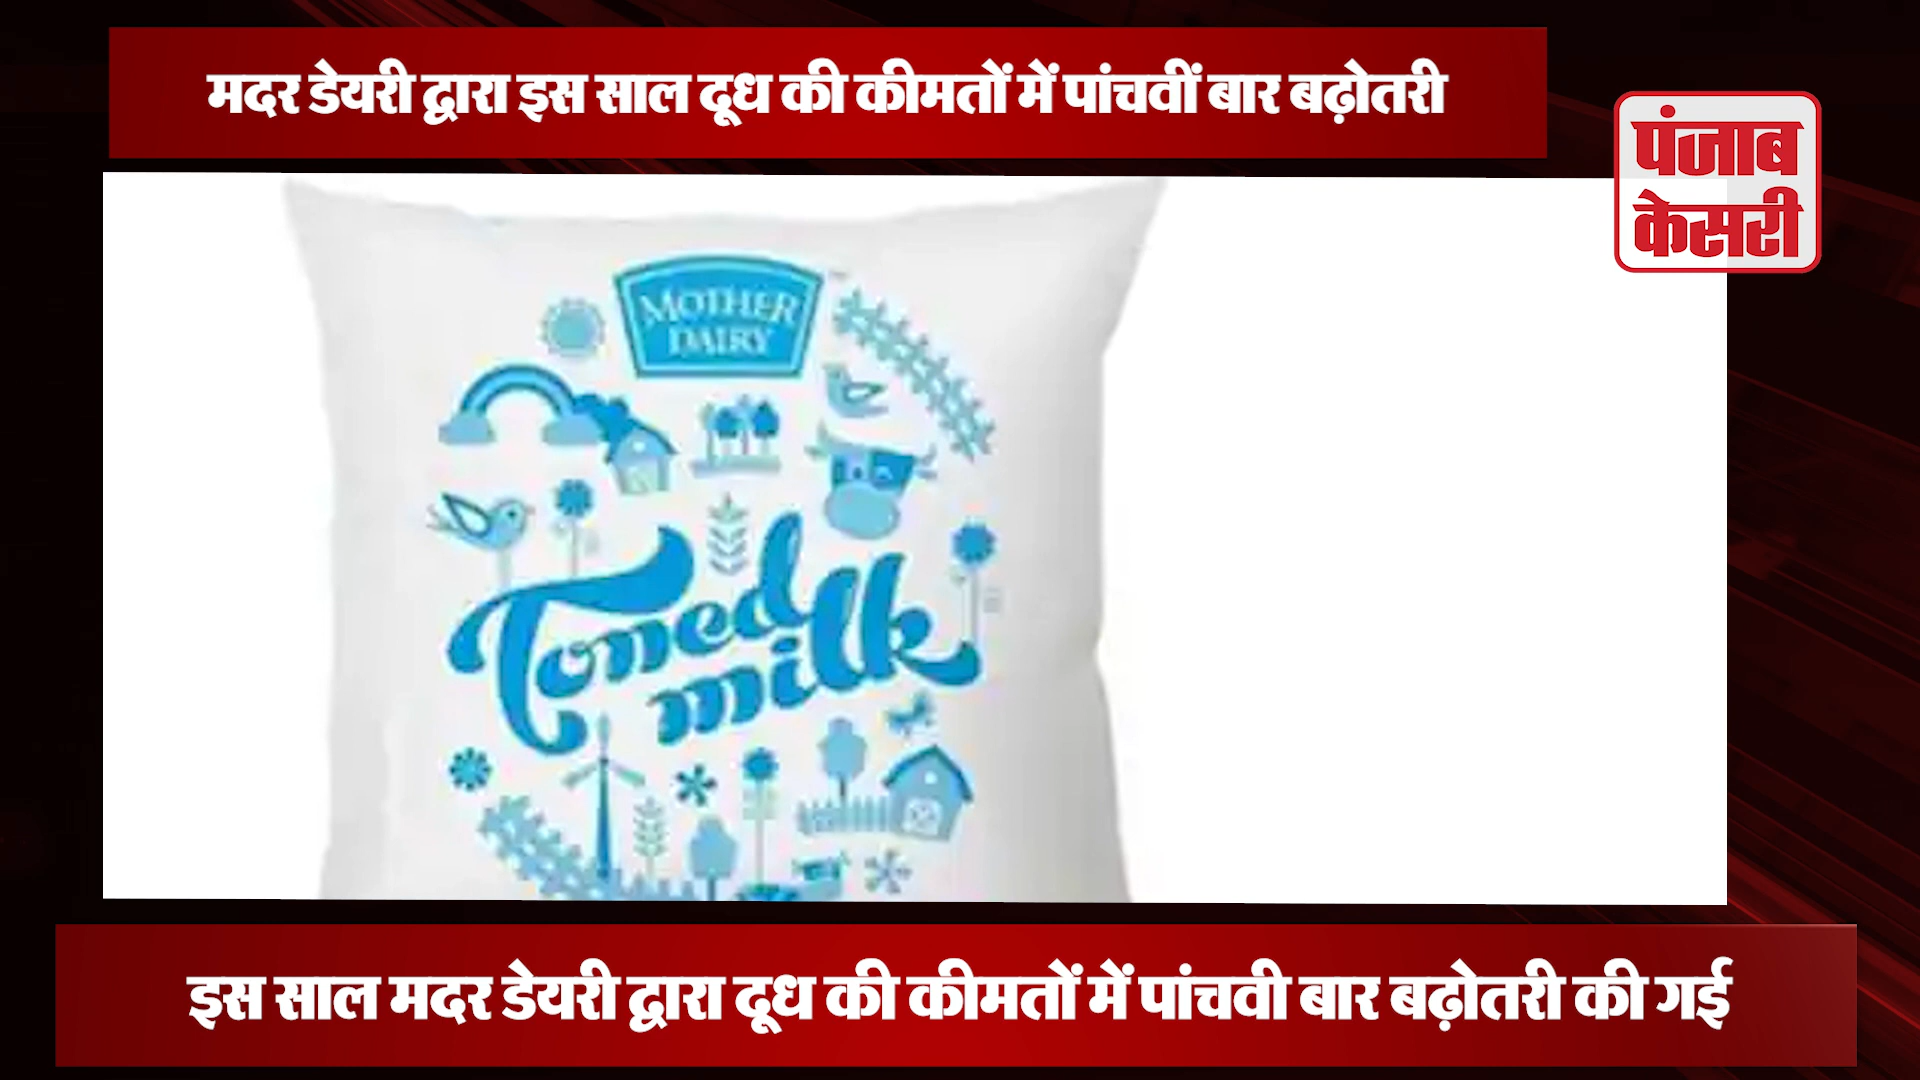 मदर डेयरी द्वारा इस साल दूध की कीमतों में पांचवीं बार बढ़ोतरी
पंजाब
केसरी
MOTHER
DAIRY
Toned
milk
इस साल मदर डेयरी द्वारा दूध की कीमतों में पांचवी बार बढ़ोतरी की गई